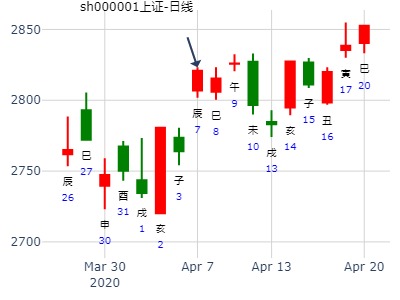 sh000001上证-日线
2850
2800
2750
2700
辰
26
巳
27
申
30
酉
31
戌
1
亥
2
子
3
辰
7
巳
8
午
9
未
10
戌
13
亥
14
子
15
丑
16
寅
17
巳
20
Mar 30
2020
Apr 7
Apr 13
Apr 20